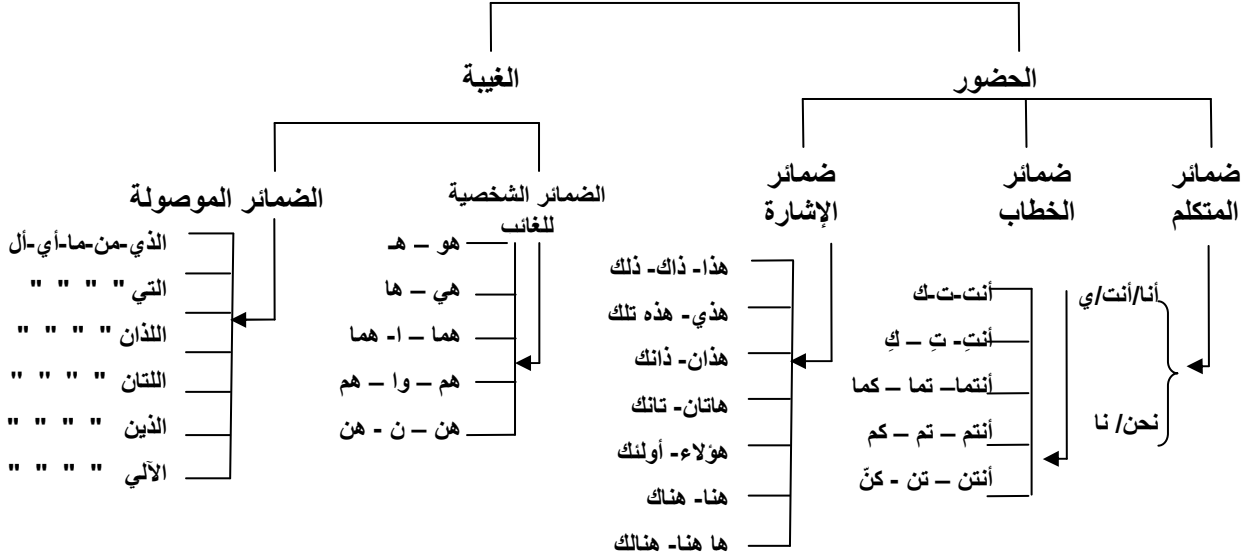 الحضور
الغيبة
ضمائر
المتكلم
ضمائر
الخطاب
ضمائر
الإشارة
الضمائر الشخصية
للغائب
الضمائر الموصولة
أنا/أنت/ي
نحن/ نا
أنت-ت-ك
أنتِ- تِ – كِ
أنتما– تما – كما
أنتم – تم – كم
أنتن – تن - كنّ
هذا- ذاك- ذلك
هذي- هذه تلك
هذان- ذانك
هاتان- تانك
هؤلاء- أولئك
هنا- هناك
ها هنا- هنالك
هو – هـ
هي – ها
هما – ا- هما
هم – وا – هم
هن – ن - هن
الذي-من-ما-أي-أل
التي " " " "
اللذان " " " "
اللتان " " " "
الذين " " " "
الآلي " " " "